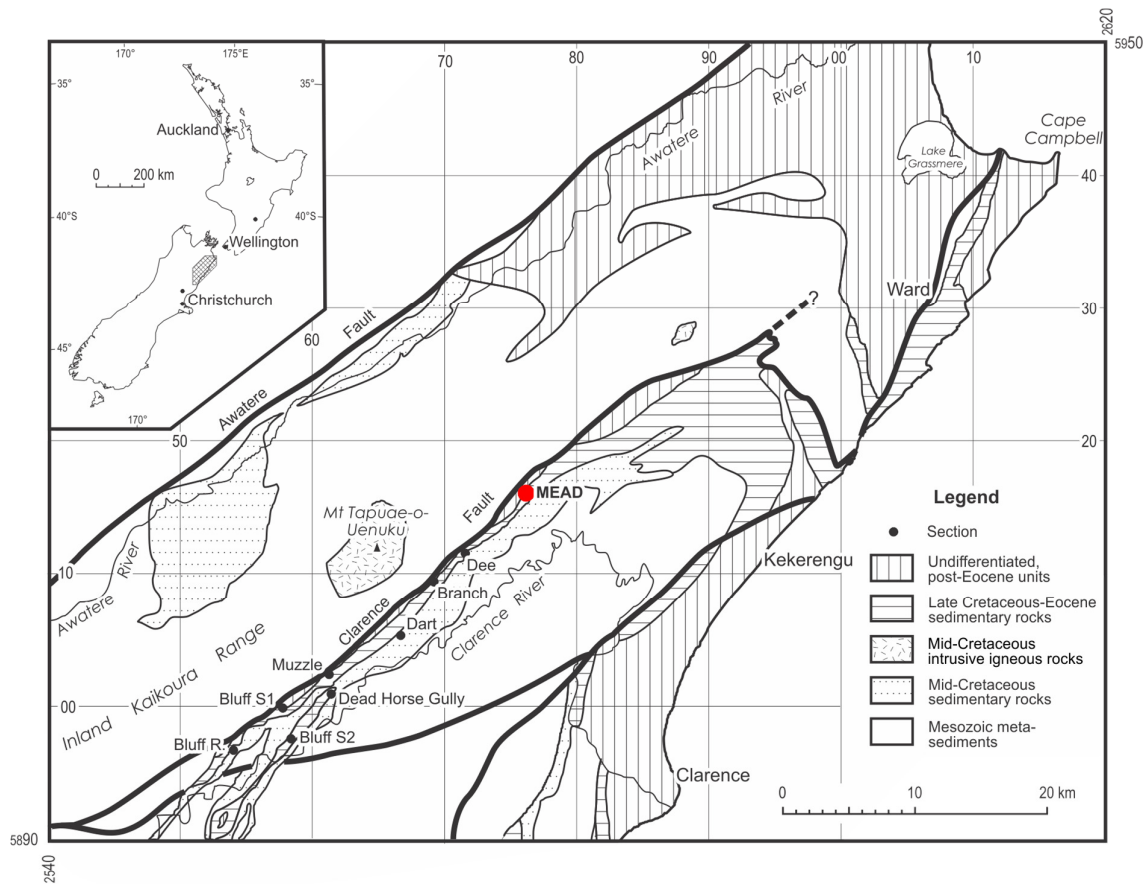 2620
5950
170°
175°E
35°
35°
Auckland
0
200 km
40°S
40°S
Wellington
Christchurch
45°
170°
70
80
90
00
10
River
Awatere
Lake
Grassmere
Cape
Campbell
40
Ward
?
30
60
Fault
Awatere
50
20
MEAD
Fault
Mt Tapuae-o-
Uenuku
Dee
Branch
Clarence
River
Clarence
Dart
Kekerengu
10
River
Awatere
Muzzle
Bluff S1
Dead Horse Gully
Inland Kaikoura Range
00
Bluff R.
Bluff S2
Clarence
Legend
Section
Undifferentiated,
post-Eocene units
Late Cretaceous-Eocene
sedimentary rocks
Mid-Cretaceous
intrusive igneous rocks
Mid-Cretaceous
sedimentary rocks
Mesozoic meta-
sediments
0
10
20 km
5890
2540